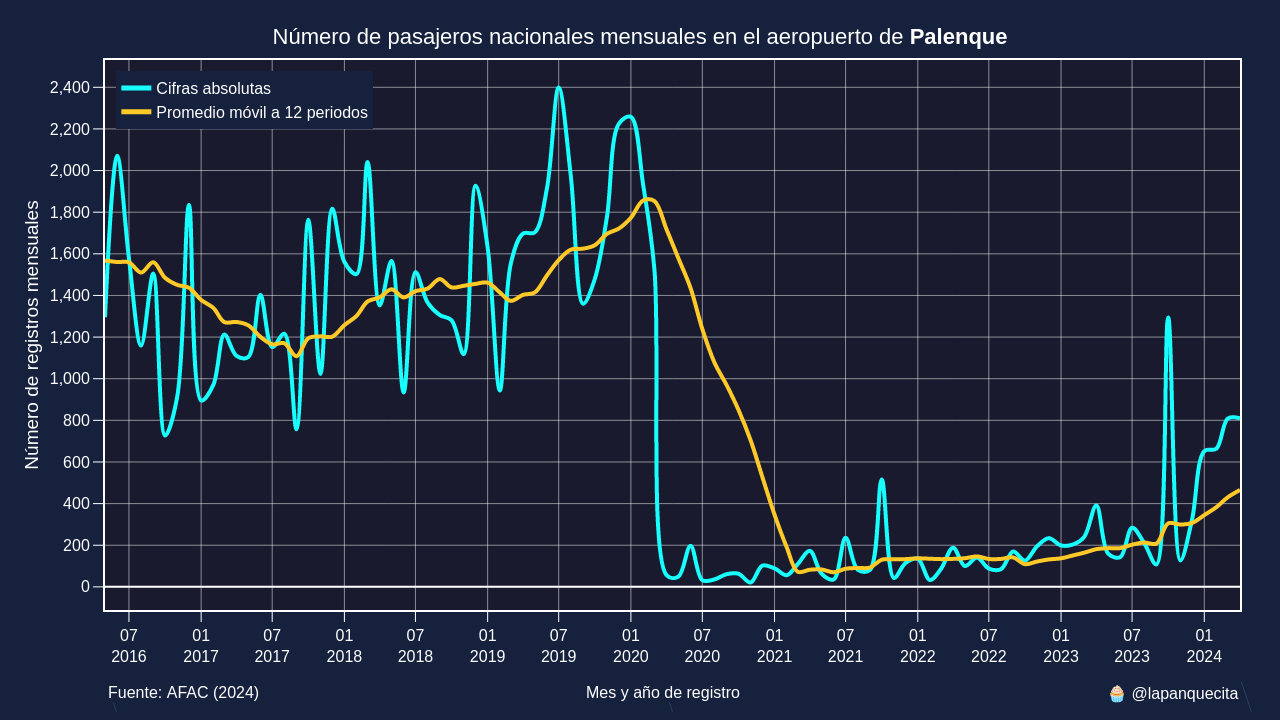 Número de pasajeros nacionales mensuales en el aeropuerto de Palenque
Cifras absolutas
Promedio móvil a 12 periodos
Número de registros mensuales
2,400
2,200
2,000
1,800
1,600
1,400
1,200
1,000
800
600
400
200
0
07 01 07 01 07 01 07 01 07 01 07 01 07 01 07 01
2016 2017 2017 2018 2018 2019 2019 2020 2020 2021 2021 2022 2022 2023 2023 2024
Fuente: AFAC (2024)
Mes y año de registro
🧁 @lapanquecita